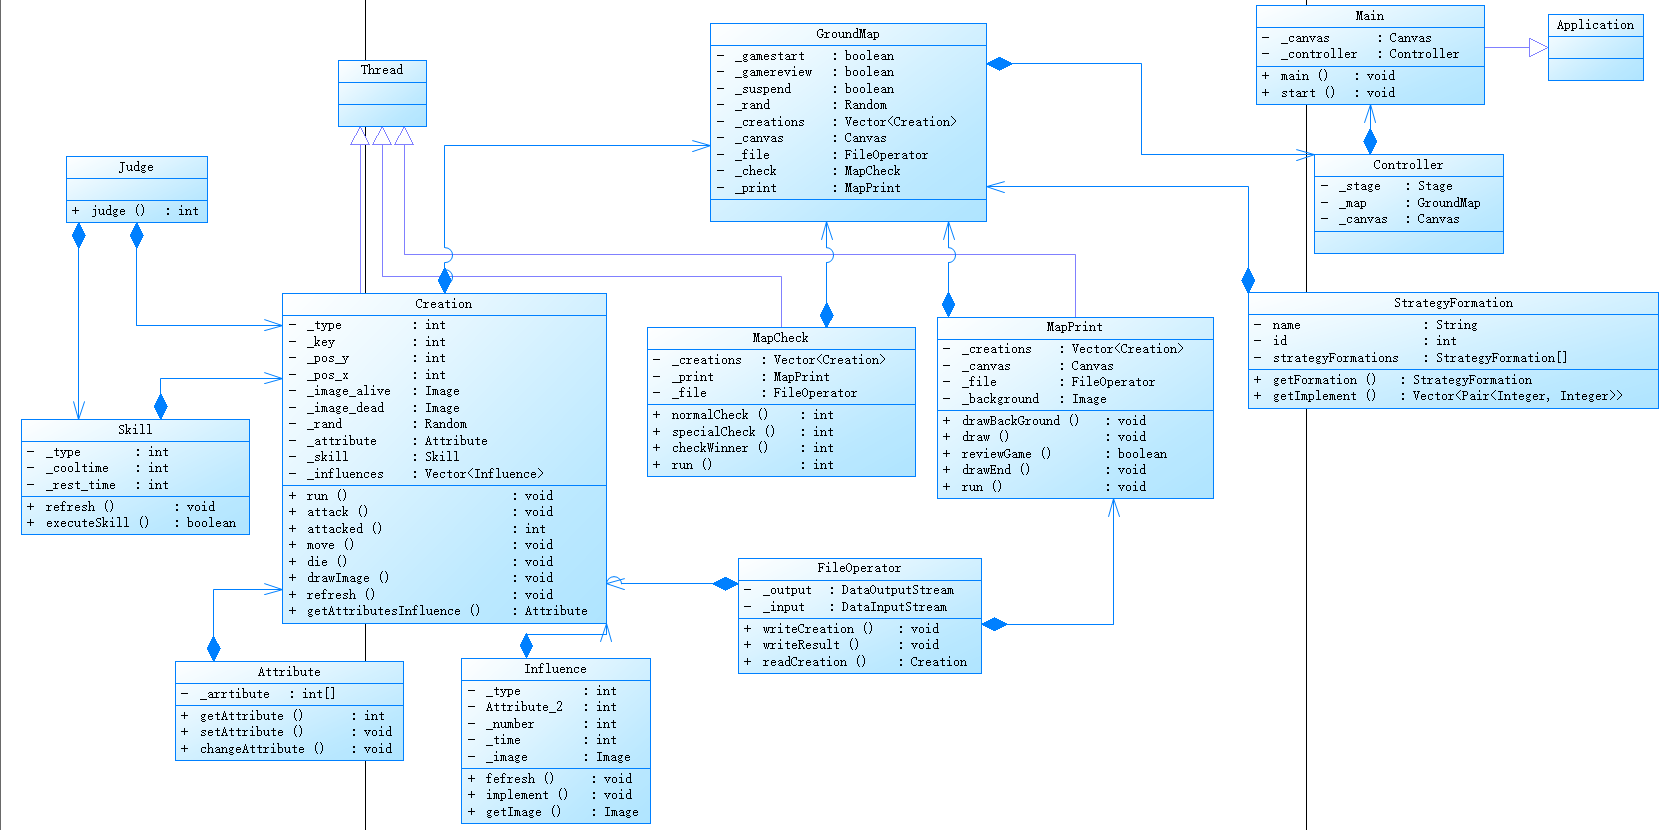 Main
- _canvas : Canvas
- _controller : Controller
+ main () : void
+ start () : void
Application
GroundMap
- _gamestart : boolean
- _gamereview : boolean
- _suspend : boolean
- _rand : Random
- _creations : Vector<Creation>
- _canvas : Canvas
- _file : FileOperator
- _check : MapCheck
- _print : MapPrint
Thread
Judge
+ judge () : int
Controller
- _stage : Stage
- _map : GroundMap
- _canvas : Canvas
Creation
- _type : int
- _key : int
- _pos_y : int
- _pos_x : int
- _image_alive : Image
- _image_dead : Image
- _rand : Random
- _attribute : Attribute
- _skill : Skill
- _influences : Vector<Influence>
+ run () : void
+ attack () : void
+ attacked () : int
+ move () : void
+ die () : void
+ drawImage () : void
+ refresh () : void
+ getAttributesInfluence () : Attribute
MapCheck
- _creations : Vector<Creation>
- _print : MapPrint
- _file : FileOperator
+ normalCheck () : int
+ specialCheck () : int
+ checkWinner () : int
+ run () : int
MapPrint
- _creations : Vector<Creation>
- _canvas : Canvas
- _file : FileOperator
- _background : Image
+ drawBackGround () : void
+ draw () : void
+ reviewGame () : boolean
+ drawEnd () : void
+ run () : void
StrategyFormation
- name : String
- id : int
- strategyFormations : StrategyFormation[]
+ getFormation () : StrategyFormation
+ getImplement () : Vector<Pair<Integer, Integer>>
Skill
- _type : int
- _cooltime : int
- _rest_time : int
+ refresh () : void
+ executeSkill () : boolean
FileOperator
- _output : DataOutputStream
- _input : DataInputStream
+ writeCreation () : void
+ writeResult () : void
+ readCreation () : Creation
Attribute
- _arrtibute : int[]
+ getAttribute () : int
+ setAttribute () : void
+ changeAttribute () : void
Influence
- _type : int
- Attribute_2 : int
- _number : int
- _time : int
- _image : Image
+ fefresh () : void
+ implement () : void
+ getImage () : Image